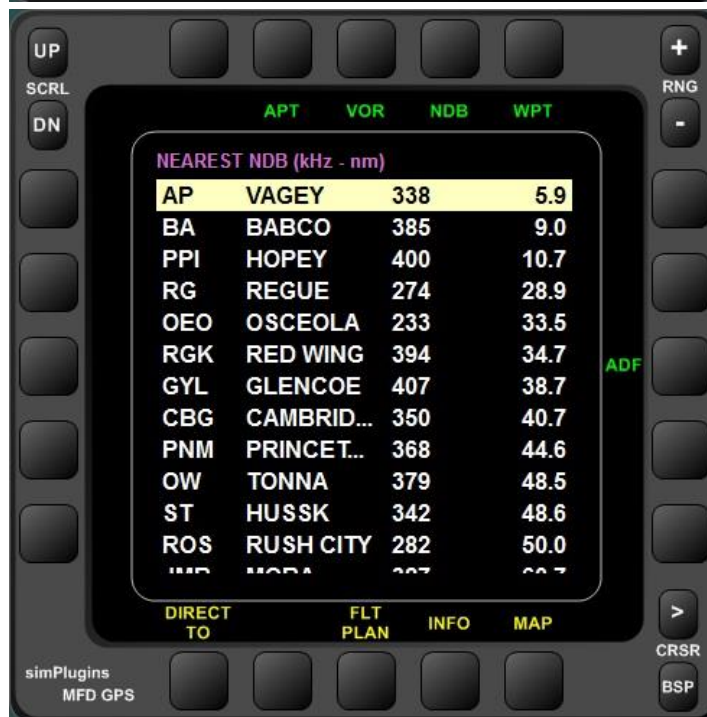 UP
SCRL
DN
+
RNG
-
APT VOR NDB WPT
NEAREST NDB (kHz - nm)
AP VAGEY 338 5.9
BA BABCO 385 9.0
PPI HOPEY 400 10.7
RG REGUE 274 28.9
OEO OSCEOLA 233 33.5
RGK RED WING 394 34.7
GYL GLENCOE 407 38.7
CBG CAMBRID... 350 40.7
PNM PRINCET... 368 44.6
OW TONNA 379 48.5
ST HUSSK 342 48.6
ROS RUSH CITY 282 50.0
ADF
DIRECT TO
FLT PLAN
INFO
MAP
>
CRSR
BSP
simPlugins
MFD GPS